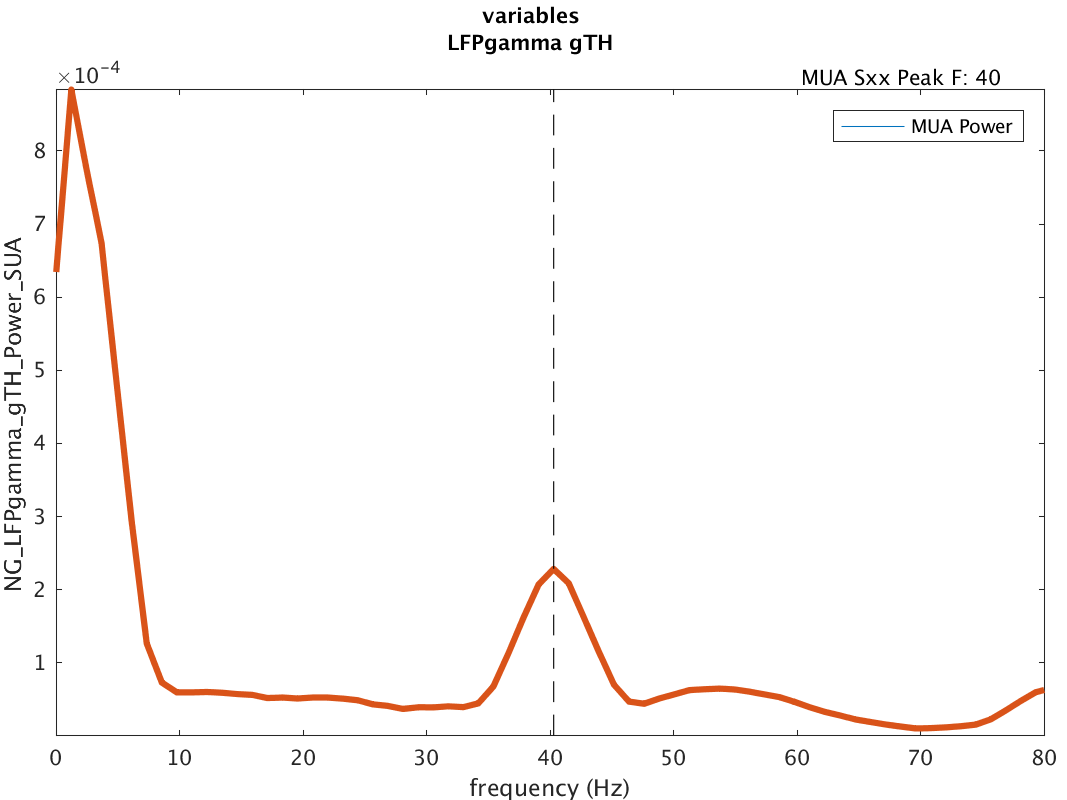 variables
LFPgamma gTH
×10⁻⁴
MUA Sxx Peak F: 40
MUA Power
8
7
6
5
4
3
2
1
NG_LFPgamma_gTH_Power_SUA
0 10 20 30 40 50 60 70 80
frequency (Hz)